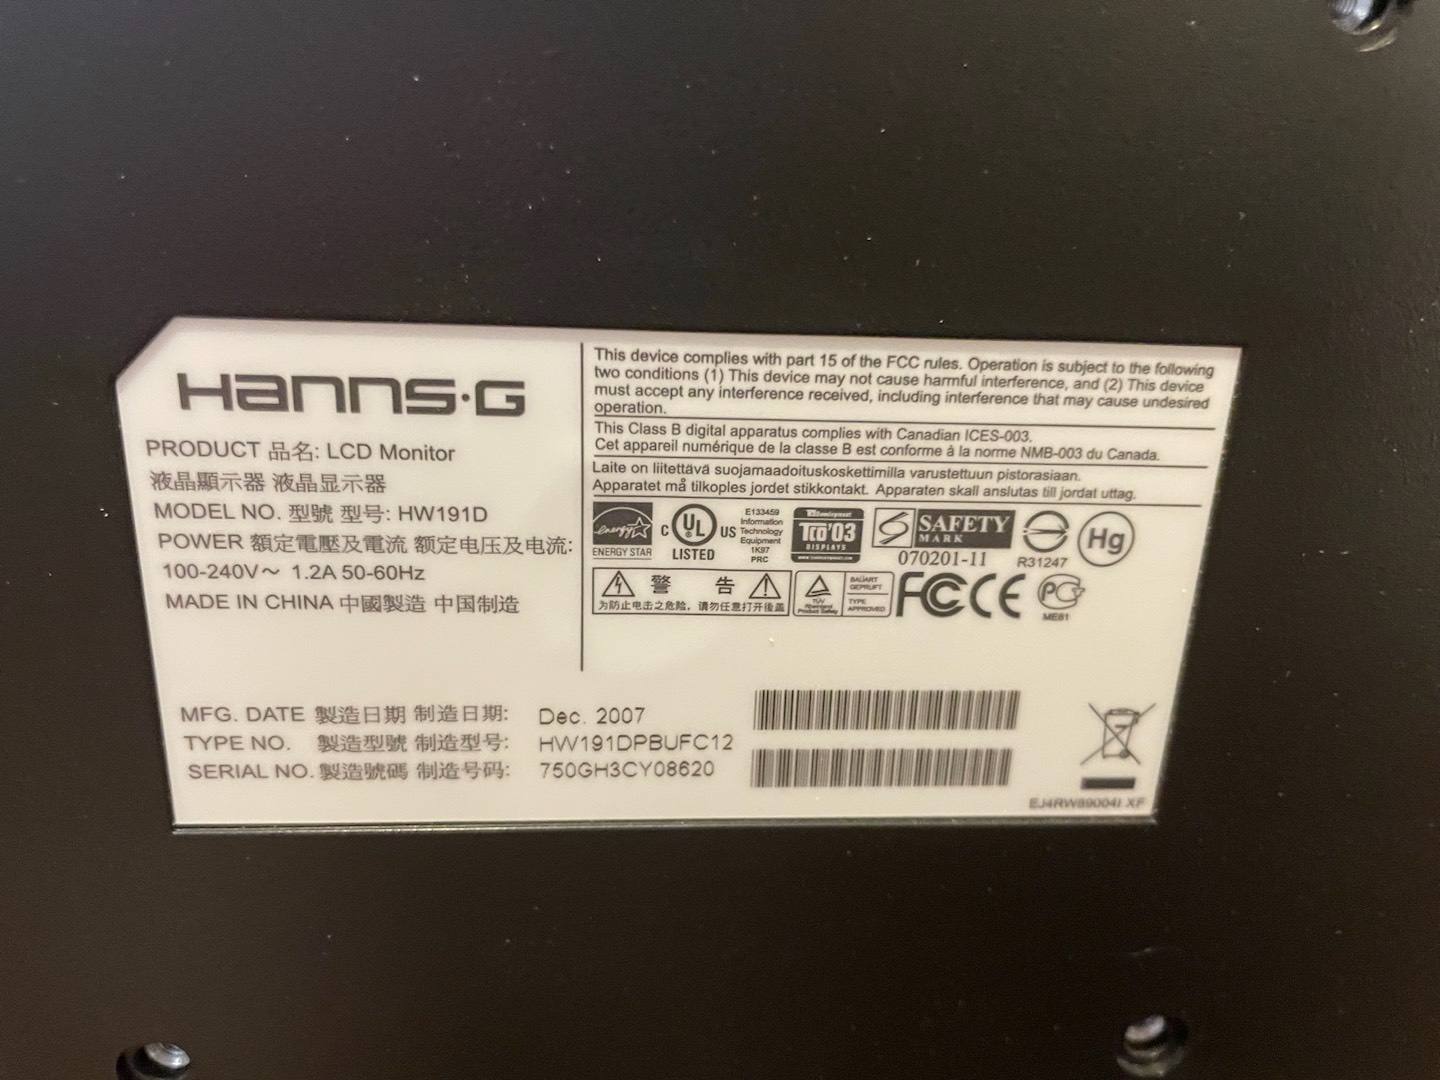 Hanns·G
PRODUCT 品名: LCD Monitor
液晶顯示器 液晶显示器
MODEL NO. 型號 型号: HW191D
POWER 額定電壓及電流 额定电压及电流:
100-240V～ 1.2A 50-60Hz
MADE IN CHINA 中國製造 中国制造
This device complies with part 15 of the FCC rules. Operation is subject to the following
two conditions (1) This device may not cause harmful interference, and (2) This device
must accept any interference received, including interference that may cause undesired
operation.
This Class B digital apparatus complies with Canadian ICES-003.
Cet appareil numérique de la classe B est conforme à la norme NMB-003 du Canada.
Laite on liitettävä suojamaadoituskoskettimilla varustettuun pistorasiaan.
Apparatet må tilkoples jordet stikkontakt. Apparaten skall anslutas till jordat uttag.
energy
ENERGY STAR
C UL US
LISTED
E133459
Information
Technology
Equipment
1K97
PRC
TCO'03
DISPLAYS
S SAFETY
MARK
070201-11
R31247
Hg
警 告
为防止电击之危险，请勿任意打开後盖
TÜV
Rheinland
Product Safety
BAUART
GEPRÜFT
TYPE
APPROVED
FCC CE
ME61
MFG. DATE 製造日期 制造日期: Dec. 2007
TYPE NO. 製造型號 制造型号: HW191DPBUFC12
SERIAL NO. 製造號碼 制造号码: 750GH3CY08620
EJ4RW89004I XF